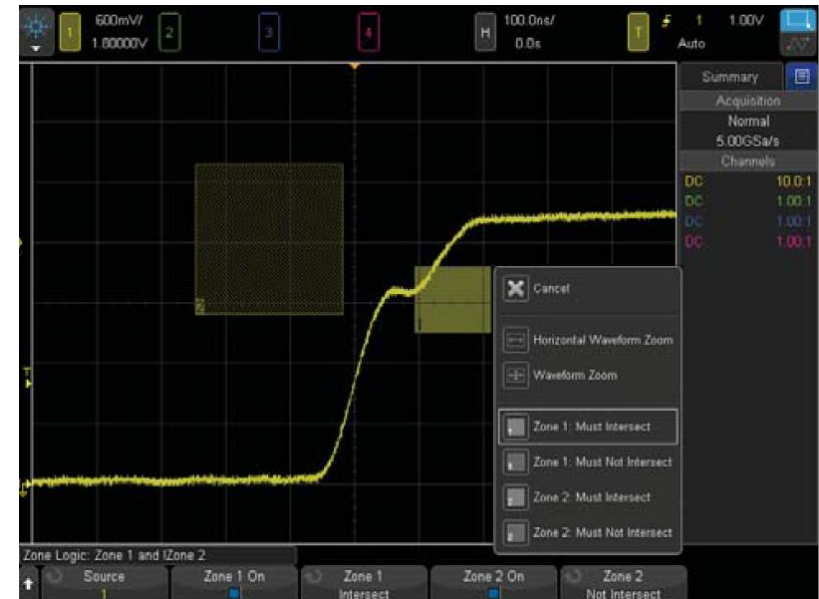 1 600mV/ 2 3 4 H 100.0ns/ T 1 1.00V
1.80000V 0.0s Auto
Summary
Acquisition
Normal
5.00GSa/s
Channels
DC 10.0:1
DC 1.00:1
DC 1.00:1
DC 1.00:1
T
Cancel
Horizontal Waveform Zoom
Waveform Zoom
Zone 1: Must Intersect
Zone 1: Must Not Intersect
Zone 2: Must Intersect
Zone 2: Must Not Intersect
Zone Logic: Zone 1 and !Zone 2
Source Zone 1 On Zone 1 Zone 2 On Zone 2
1 Intersect Not Intersect